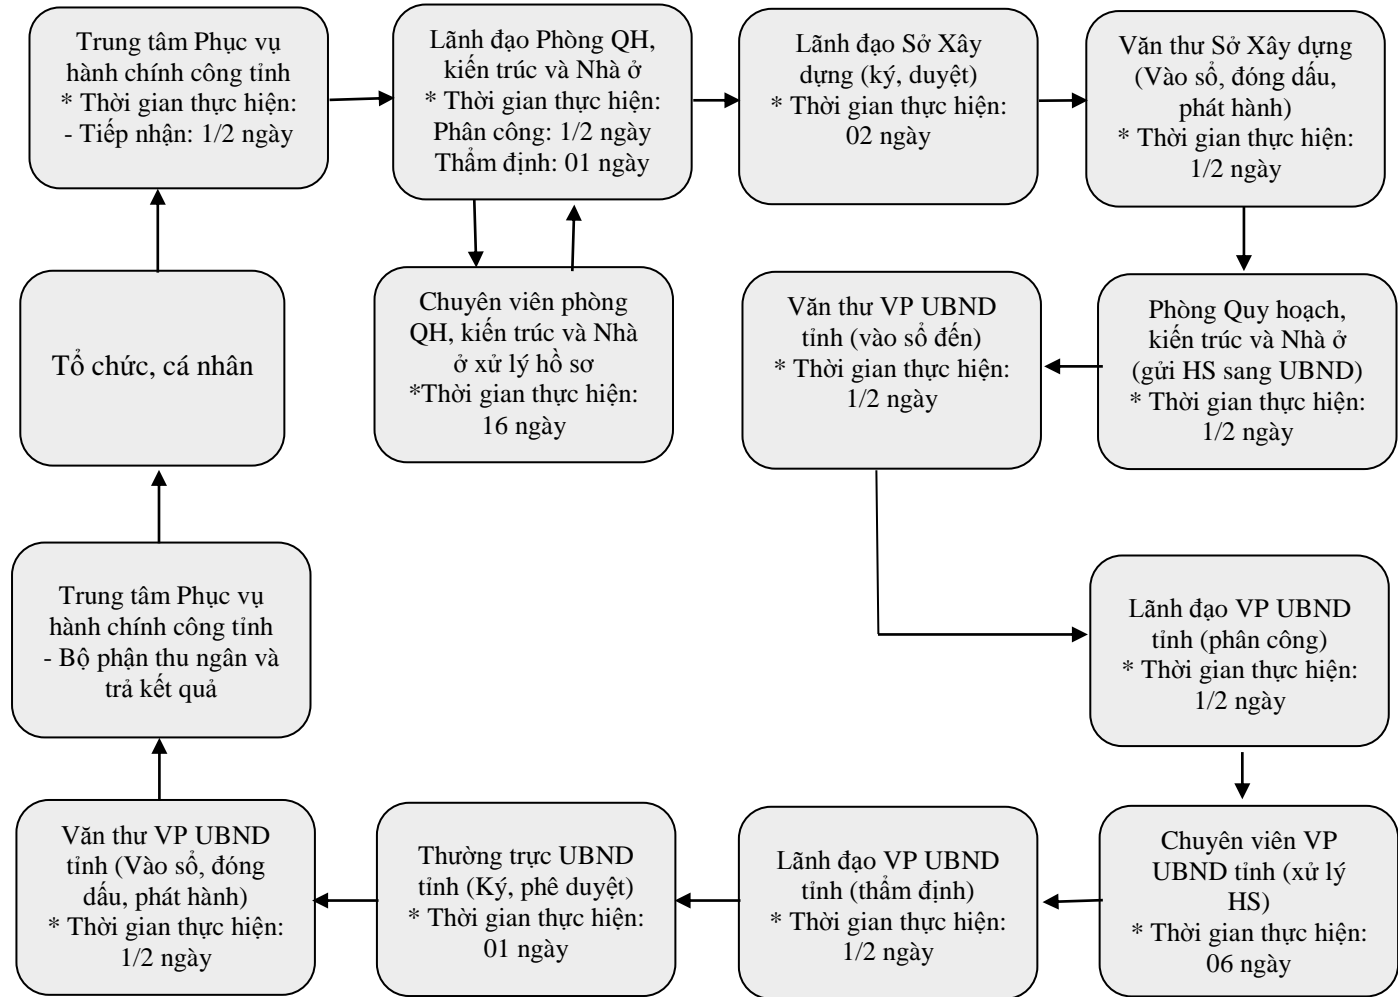 Trung tâm Phục vụ
hành chính công tỉnh
* Thời gian thực hiện:
- Tiếp nhận: 1/2 ngày
Lãnh đạo Phòng QH,
kiến trúc và Nhà ở
* Thời gian thực hiện:
Phân công: 1/2 ngày
Thẩm định: 01 ngày
Lãnh đạo Sở Xây
dựng (ký, duyệt)
* Thời gian thực hiện:
02 ngày
Văn thư Sở Xây dựng
(Vào sổ, đóng dấu,
phát hành)
* Thời gian thực hiện:
1/2 ngày
Tổ chức, cá nhân
Chuyên viên phòng
QH, kiến trúc và Nhà
ở xử lý hồ sơ
*Thời gian thực hiện:
16 ngày
Văn thư VP UBND
tỉnh (vào sổ đến)
* Thời gian thực hiện:
1/2 ngày
Phòng Quy hoạch,
kiến trúc và Nhà ở
(gửi HS sang UBND)
* Thời gian thực hiện:
1/2 ngày
Trung tâm Phục vụ
hành chính công tỉnh
- Bộ phận thu ngân và
trả kết quả
Lãnh đạo VP UBND
tỉnh (phân công)
* Thời gian thực hiện:
1/2 ngày
Văn thư VP UBND
tỉnh (Vào sổ, đóng
dấu, phát hành)
* Thời gian thực hiện:
1/2 ngày
Thường trực UBND
tỉnh (Ký, phê duyệt)
* Thời gian thực hiện:
01 ngày
Lãnh đạo VP UBND
tỉnh (thẩm định)
* Thời gian thực hiện:
1/2 ngày
Chuyên viên VP
UBND tỉnh (xử lý
HS)
* Thời gian thực hiện:
06 ngày